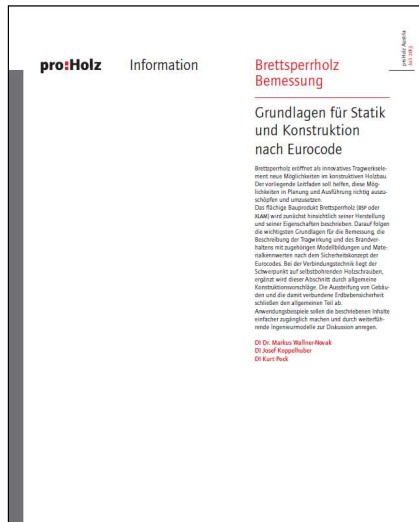 proHolz Austria
Juli 2013
pro:Holz
Information
Brettsperrholz
Bemessung
Grundlagen für Statik
und Konstruktion
nach Eurocode
Brettsperrholz eröffnet als innovatives Tragwerksele-
ment neue Möglichkeiten im konstruktiven Holzbau.
Der vorliegende Leitfaden soll helfen, diese Mög-
lichkeiten in Planung und Ausführung richtig auszu-
schöpfen und umzusetzen.
Das flächige Bauprodukt Brettsperrholz (BSP oder
XLAM) wird zunächst hinsichtlich seiner Herstellung
und seiner Eigenschaften beschrieben. Darauf folgen
die wichtigsten Grundlagen für die Bemessung, die
Beschreibung der Tragwirkung und des Brandver-
haltens mit zugehörigen Modellbildungen und Mate-
rialkennwerten nach dem Sicherheitskonzept der
Eurocodes. Bei der Verbindungstechnik liegt der
Schwerpunkt auf selbstbohrenden Holzschrauben,
ergänzt wird dieser Abschnitt durch allgemeine
Konstruktionsvorschläge. Die Aussteifung von Gebäu-
den und die damit verbundene Erdbebensicherheit
schließen den allgemeinen Teil ab.
Anwendungsbeispiele sollen die beschriebenen Inhalte
einfacher zugänglich machen und durch weiterfüh-
rende Ingenieurmodelle zur Diskussion anregen.
DI Dr. Markus Wallner-Novak
DI Josef Koppelhuber
DI Kurt Pock